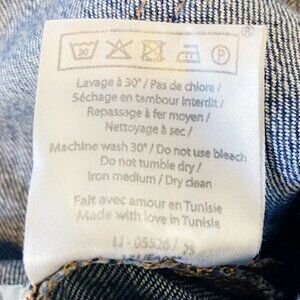 30 P ®
Lavage à 30° / Pas de chlore /
Séchage en tambour interdit /
Repassage à fer moyen /
Nettoyage à sec /
Machine wash 30° / Do not use bleach
Do not tumble dry /
Iron medium / Dry clean
Fait avec amour en Tunisie
Made with love in Tunisia